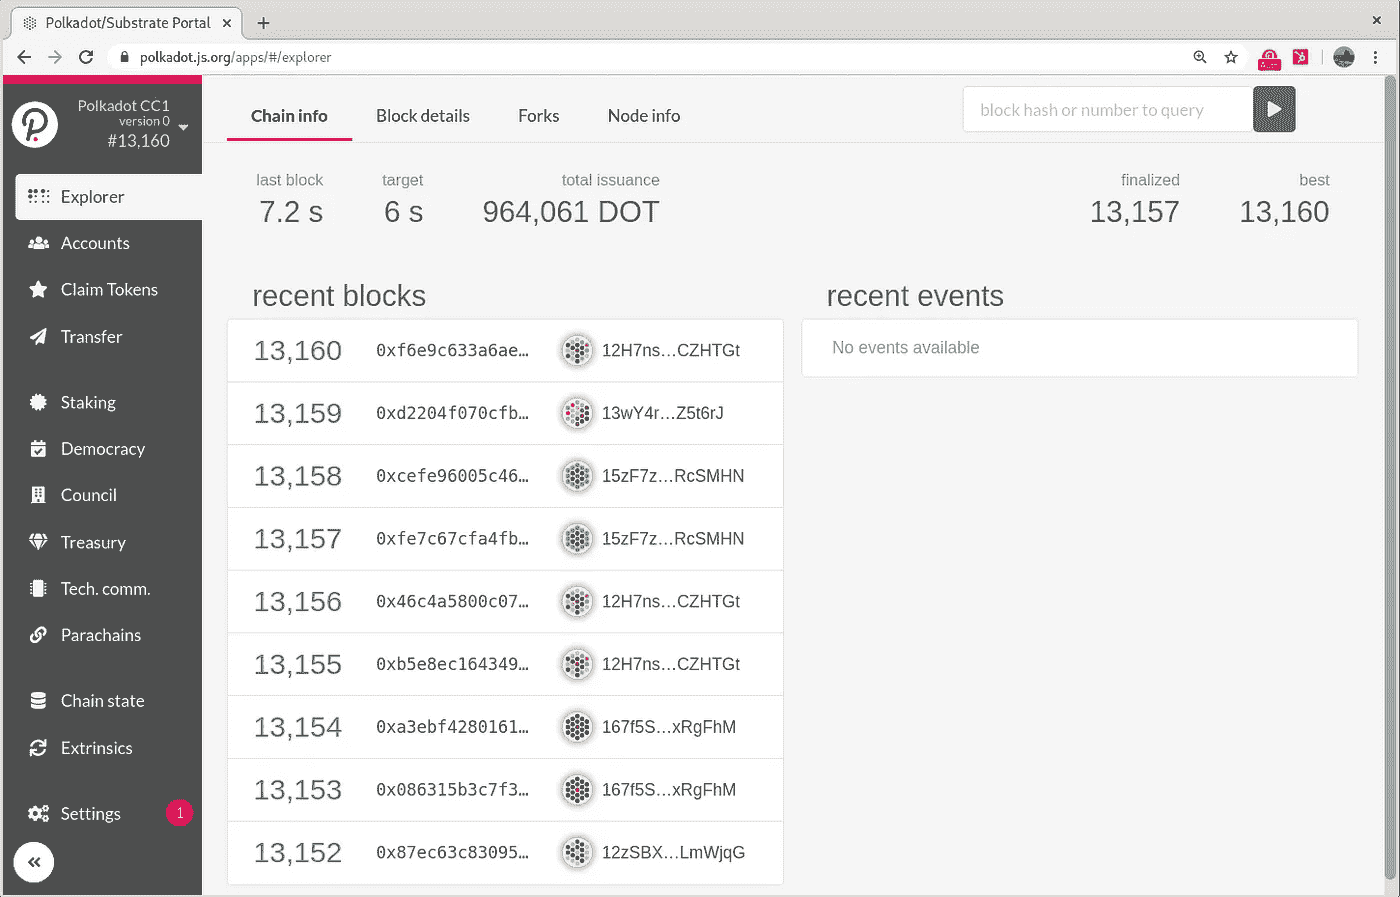 Polkadot/Substrate Portal
polkadot.js.org/apps/#/explorer
Polkadot CC1
version 0
#13,160
Explorer
Accounts
Claim Tokens
Transfer
Staking
Democracy
Council
Treasury
Tech. comm.
Parachains
Chain state
Extrinsics
Settings 1
Chain info Block details Forks Node info
block hash or number to query
last block target total issuance finalized best
7.2 s 6 s 964,061 DOT 13,157 13,160
recent blocks
13,160 0xf6e9c633a6ae… 12H7ns…CZHTGt
13,159 0xd2204f070cfb… 13wY4r…Z5t6rJ
13,158 0xcefe96005c46… 15zF7z…RcSMHN
13,157 0xfe7c67cfa4fb… 15zF7z…RcSMHN
13,156 0x46c4a5800c07… 12H7ns…CZHTGt
13,155 0xb5e8ec164349… 12H7ns…CZHTGt
13,154 0xa3ebf4280161… 167f5S…xRgFhM
13,153 0x086315b3c7f3… 167f5S…xRgFhM
13,152 0x87ec63c83095… 12zSBX…LmWjqG
recent events
No events available